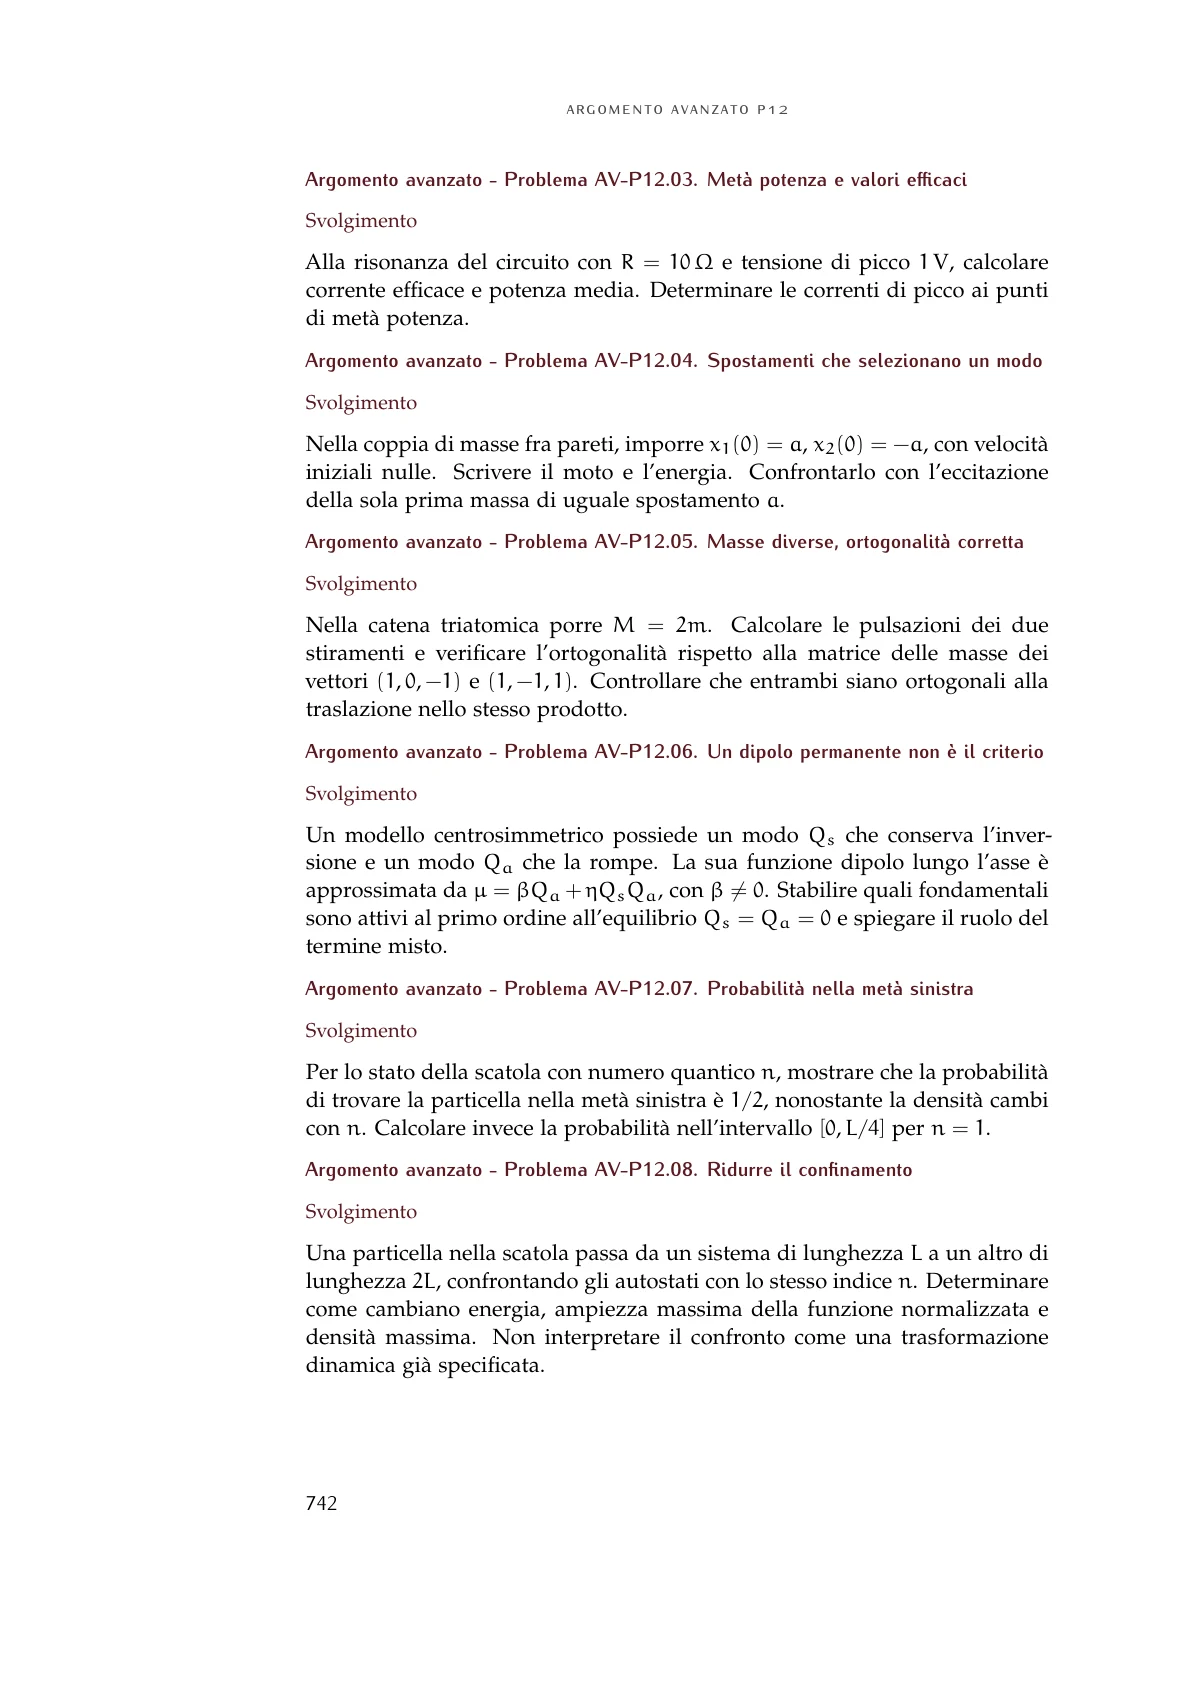 ARGOMENTO AVANZATO P12
Argomento avanzato - Problema AV-P12.03. Metà potenza e valori efficaci
Svolgimento
Alla risonanza del circuito con R = 10 Ω e tensione di picco 1 V, calcolare
corrente efficace e potenza media. Determinare le correnti di picco ai punti
di metà potenza.
Argomento avanzato - Problema AV-P12.04. Spostamenti che selezionano un modo
Svolgimento
Nella coppia di masse fra pareti, imporre x₁(0) = a, x₂(0) = −a, con velocità
iniziali nulle. Scrivere il moto e l'energia. Confrontarlo con l'eccitazione
della sola prima massa di uguale spostamento a.
Argomento avanzato - Problema AV-P12.05. Masse diverse, ortogonalità corretta
Svolgimento
Nella catena triatomica porre M = 2m. Calcolare le pulsazioni dei due
stiramenti e verificare l'ortogonalità rispetto alla matrice delle masse dei
vettori (1, 0, −1) e (1, −1, 1). Controllare che entrambi siano ortogonali alla
traslazione nello stesso prodotto.
Argomento avanzato - Problema AV-P12.06. Un dipolo permanente non è il criterio
Svolgimento
Un modello centrosimmetrico possiede un modo Qₛ che conserva l'inver-
sione e un modo Qₐ che la rompe. La sua funzione dipolo lungo l'asse è
approssimata da μ = βQₐ + ηQₛQₐ, con β ≠ 0. Stabilire quali fondamentali
sono attivi al primo ordine all'equilibrio Qₛ = Qₐ = 0 e spiegare il ruolo del
termine misto.
Argomento avanzato - Problema AV-P12.07. Probabilità nella metà sinistra
Svolgimento
Per lo stato della scatola con numero quantico n, mostrare che la probabilità
di trovare la particella nella metà sinistra è 1/2, nonostante la densità cambi
con n. Calcolare invece la probabilità nell'intervallo [0, L/4] per n = 1.
Argomento avanzato - Problema AV-P12.08. Ridurre il confinamento
Svolgimento
Una particella nella scatola passa da un sistema di lunghezza L a un altro di
lunghezza 2L, confrontando gli autostati con lo stesso indice n. Determinare
come cambiano energia, ampiezza massima della funzione normalizzata e
densità massima. Non interpretare il confronto come una trasformazione
dinamica già specificata.
742